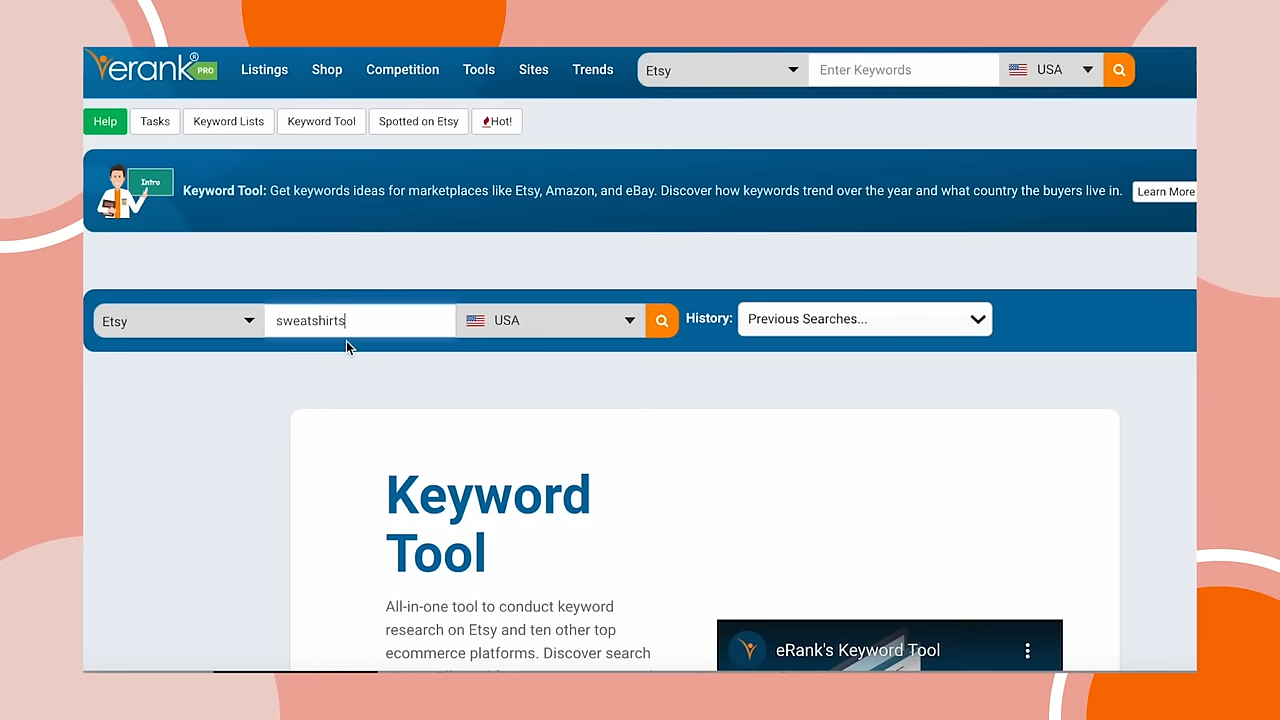 erank® PRO
Listings Shop Competition Tools Sites Trends Etsy Enter Keywords USA
Help Tasks Keyword Lists Keyword Tool Spotted on Etsy Hot!
Intro
Keyword Tool: Get keywords ideas for marketplaces like Etsy, Amazon, and eBay. Discover how keywords trend over the year and what country the buyers live in. Learn More
Etsy sweatshirts USA History: Previous Searches...
Keyword
Tool
All-in-one tool to conduct keyword
research on Etsy and ten other top
ecommerce platforms. Discover search
eRank's Keyword Tool